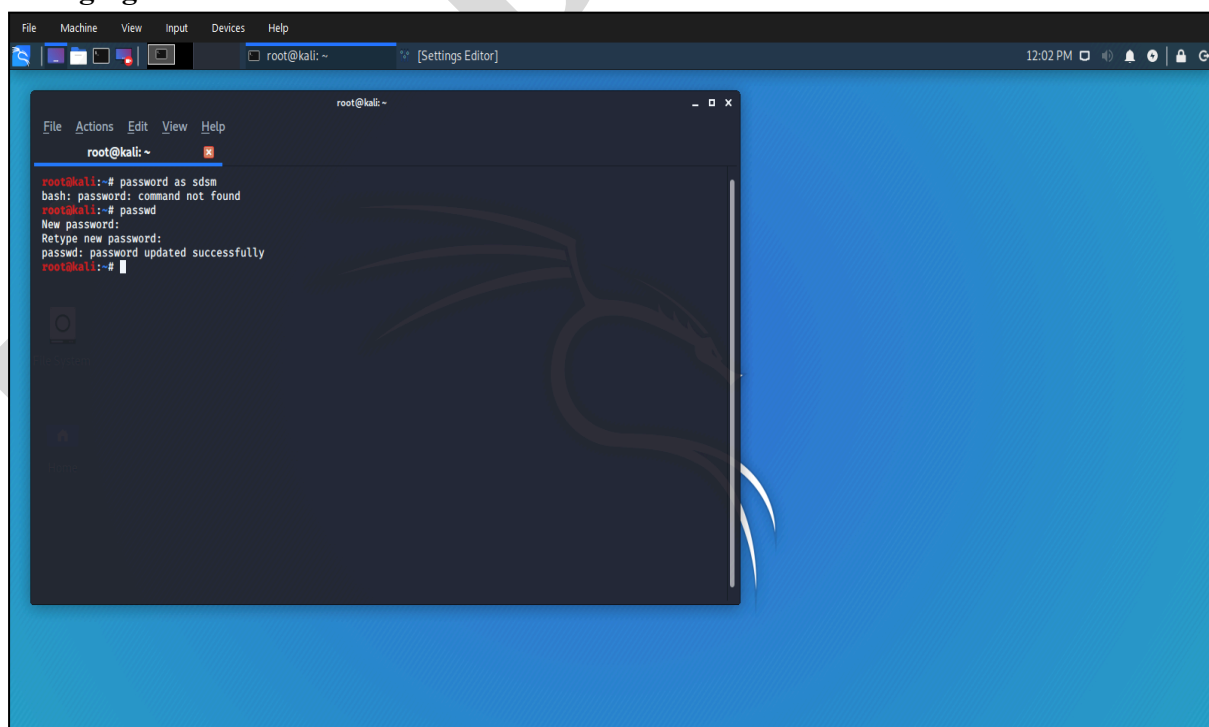 File Machine View Input Devices Help
root@kali: ~ [Settings Editor] 12:02 PM
root@kali: ~
File Actions Edit View Help
root@kali: ~
root@kali:~# password as sdsm
bash: password: command not found
root@kali:~# passwd
New password:
Retype new password:
passwd: password updated successfully
root@kali:~#